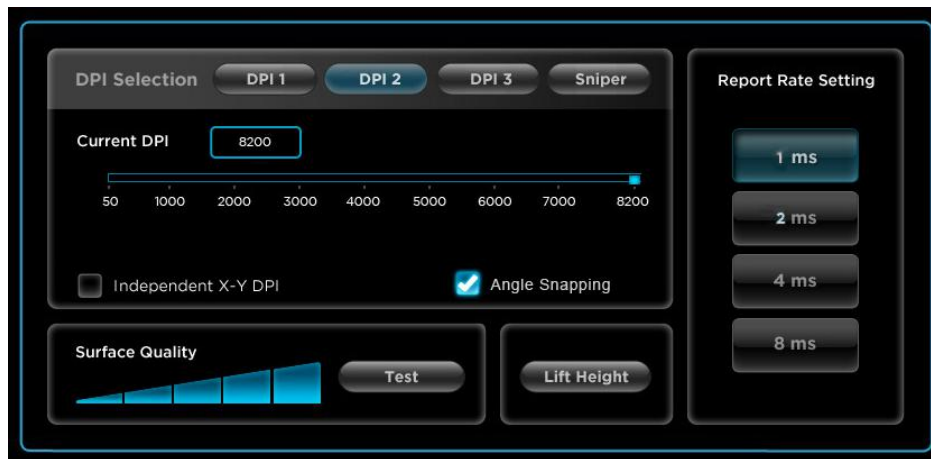 DPI Selection DPI 1 DPI 2 DPI 3 Sniper
Current DPI 8200
50 1000 2000 3000 4000 5000 6000 7000 8200
Independent X-Y DPI Angle Snapping
Surface Quality
Test
Lift Height
Report Rate Setting
1 ms
2 ms
4 ms
8 ms